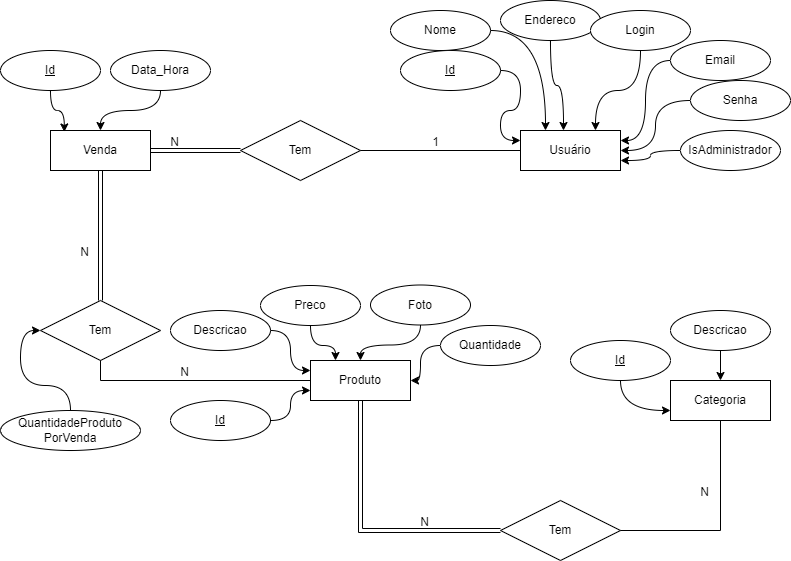 Endereco
Nome
Login
Id
Data_Hora
Id
Email
Senha
Venda
N
Tem
1
Usuário
IsAdministrador
N
Preco
Foto
Tem
Descricao
Quantidade
Descricao
Id
N
Produto
Categoria
Id
QuantidadeProduto
PorVenda
N
N
Tem